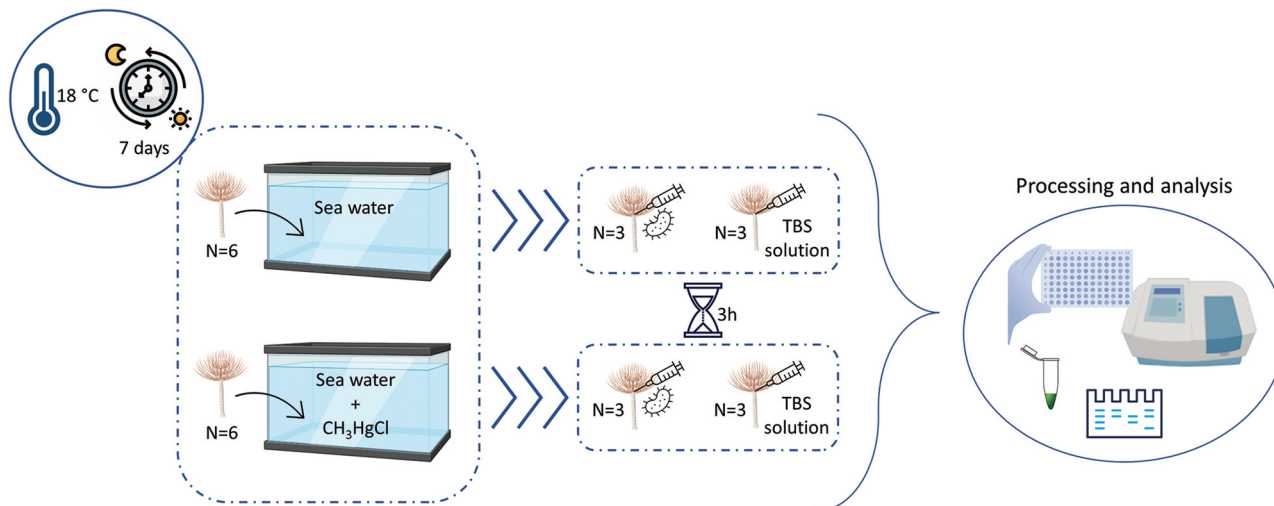 18 °C
7 days
Sea water
N=6
N=3
N=3
TBS
solution
3h
Sea water
+
CH₃HgCl
N=6
N=3
N=3
TBS
solution
Processing and analysis